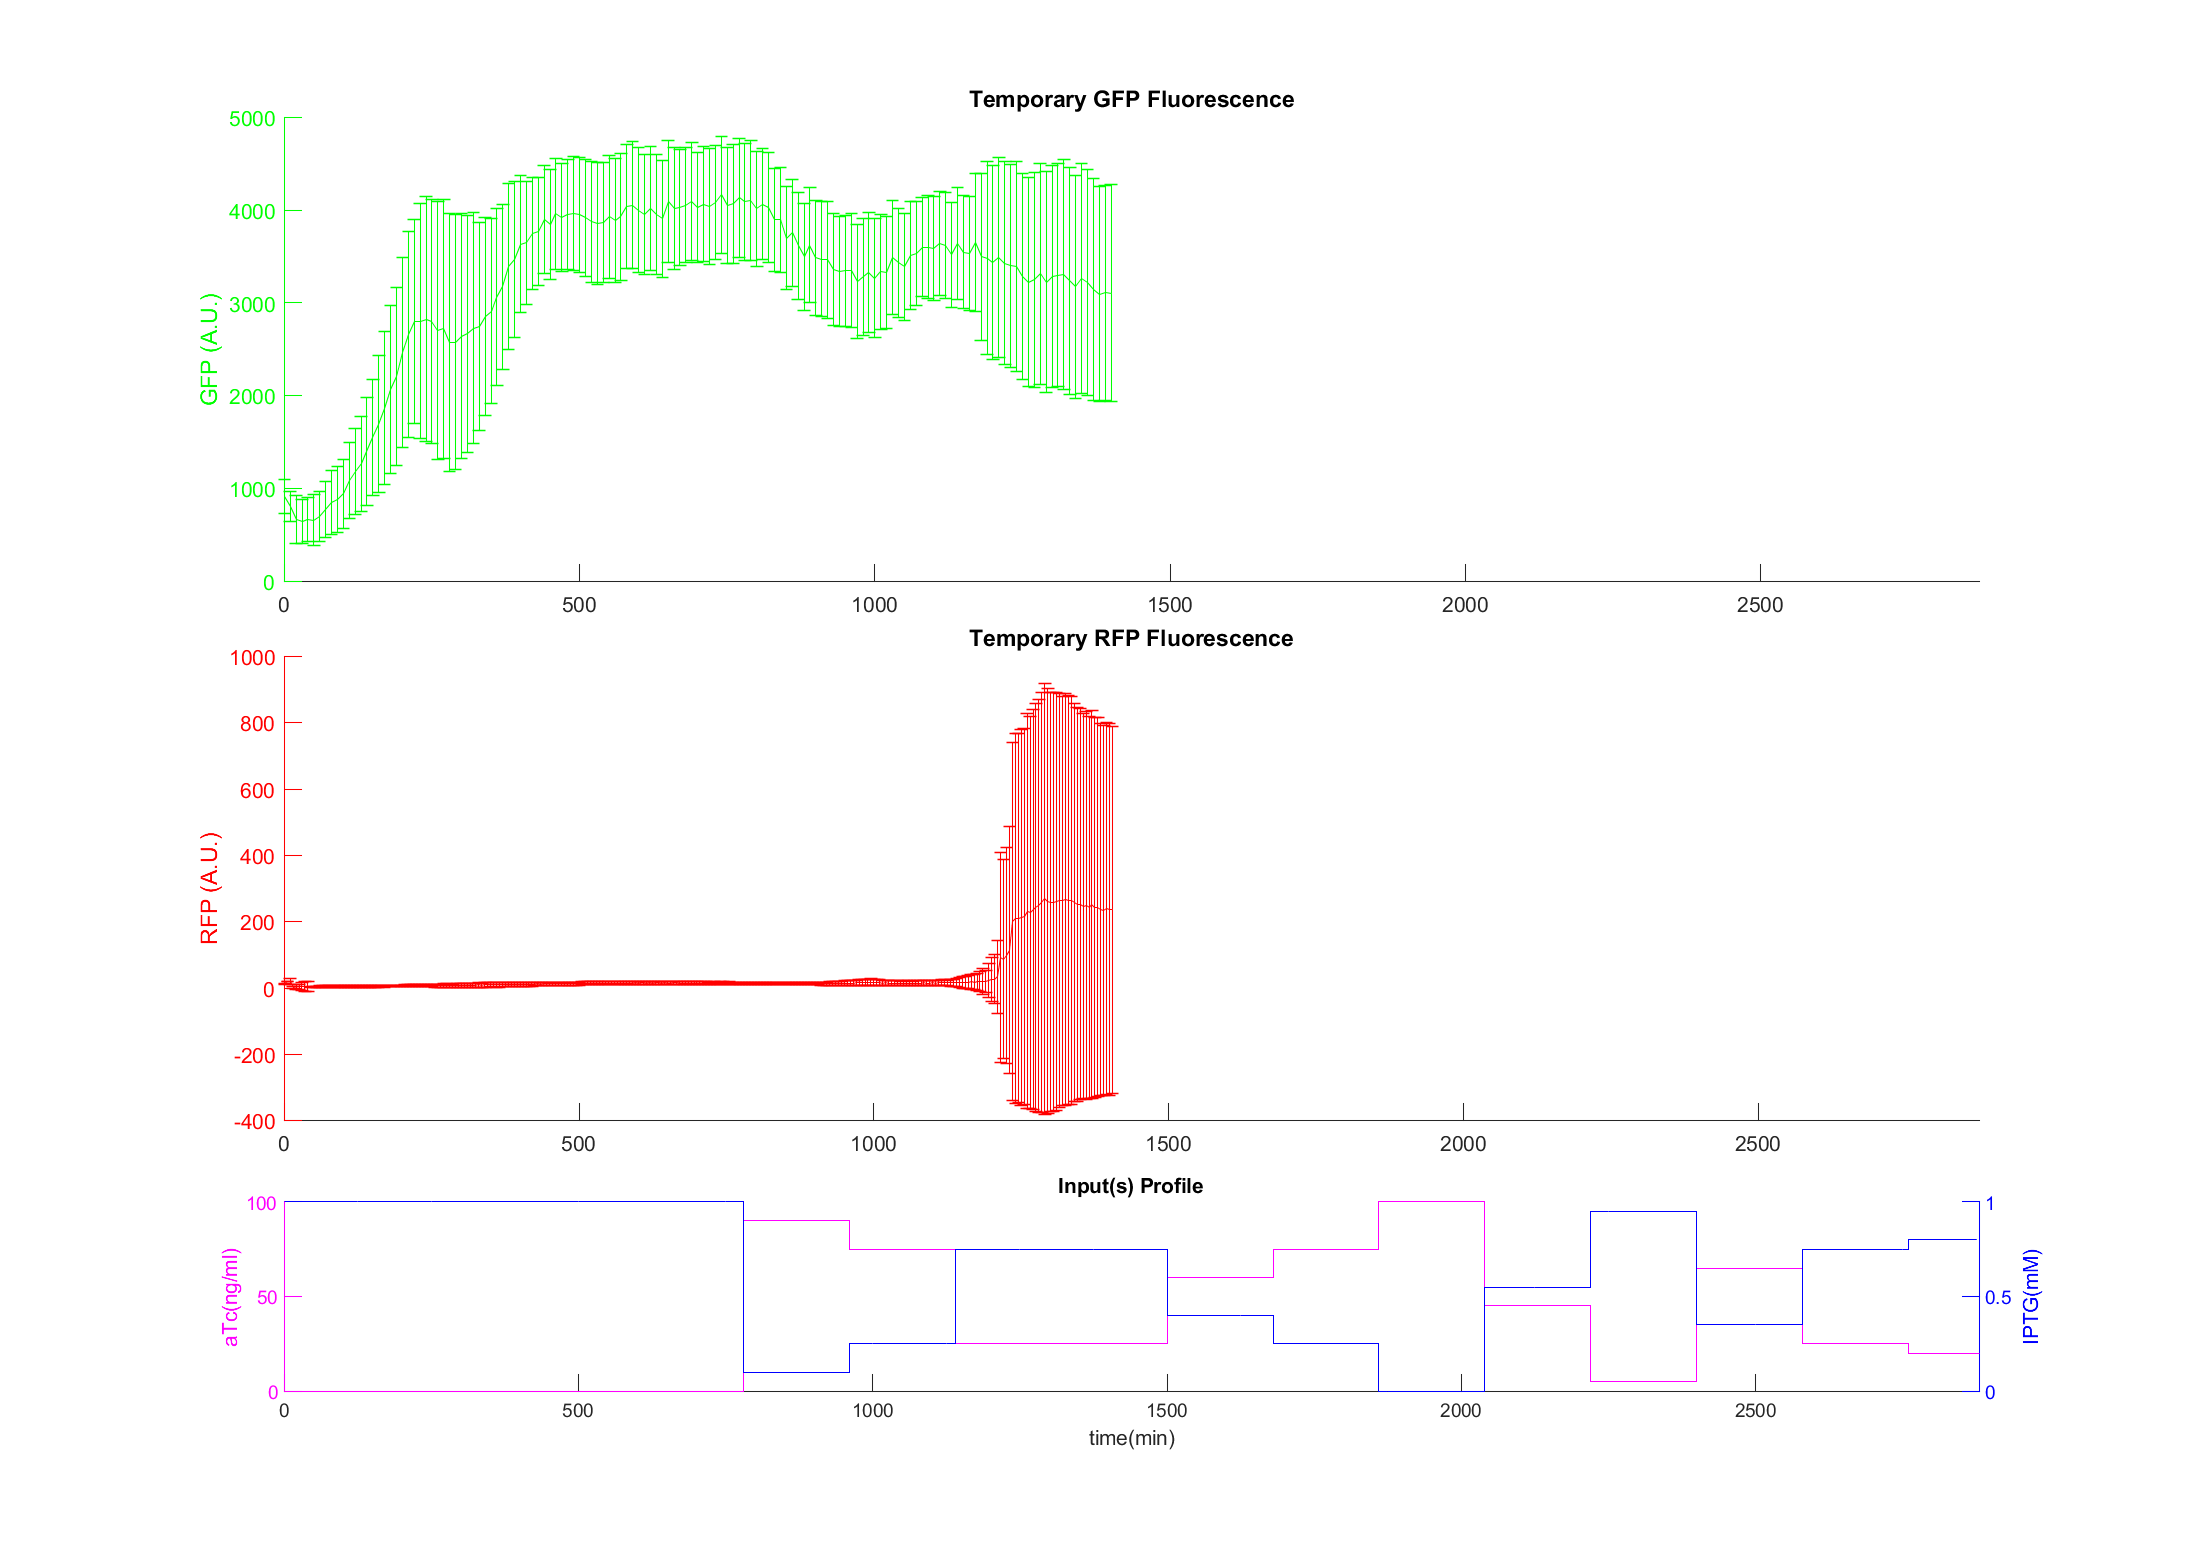 Temporary GFP Fluorescence
GFP (A.U.)
5000
4000
3000
2000
1000
0
0 500 1000 1500 2000 2500
Temporary RFP Fluorescence
RFP (A.U.)
1000
800
600
400
200
0
-200
-400
0 500 1000 1500 2000 2500
Input(s) Profile
aTc(ng/ml)
100
50
0
1
0.5
0
IPTG(mM)
0 500 1000 1500 2000 2500
time(min)